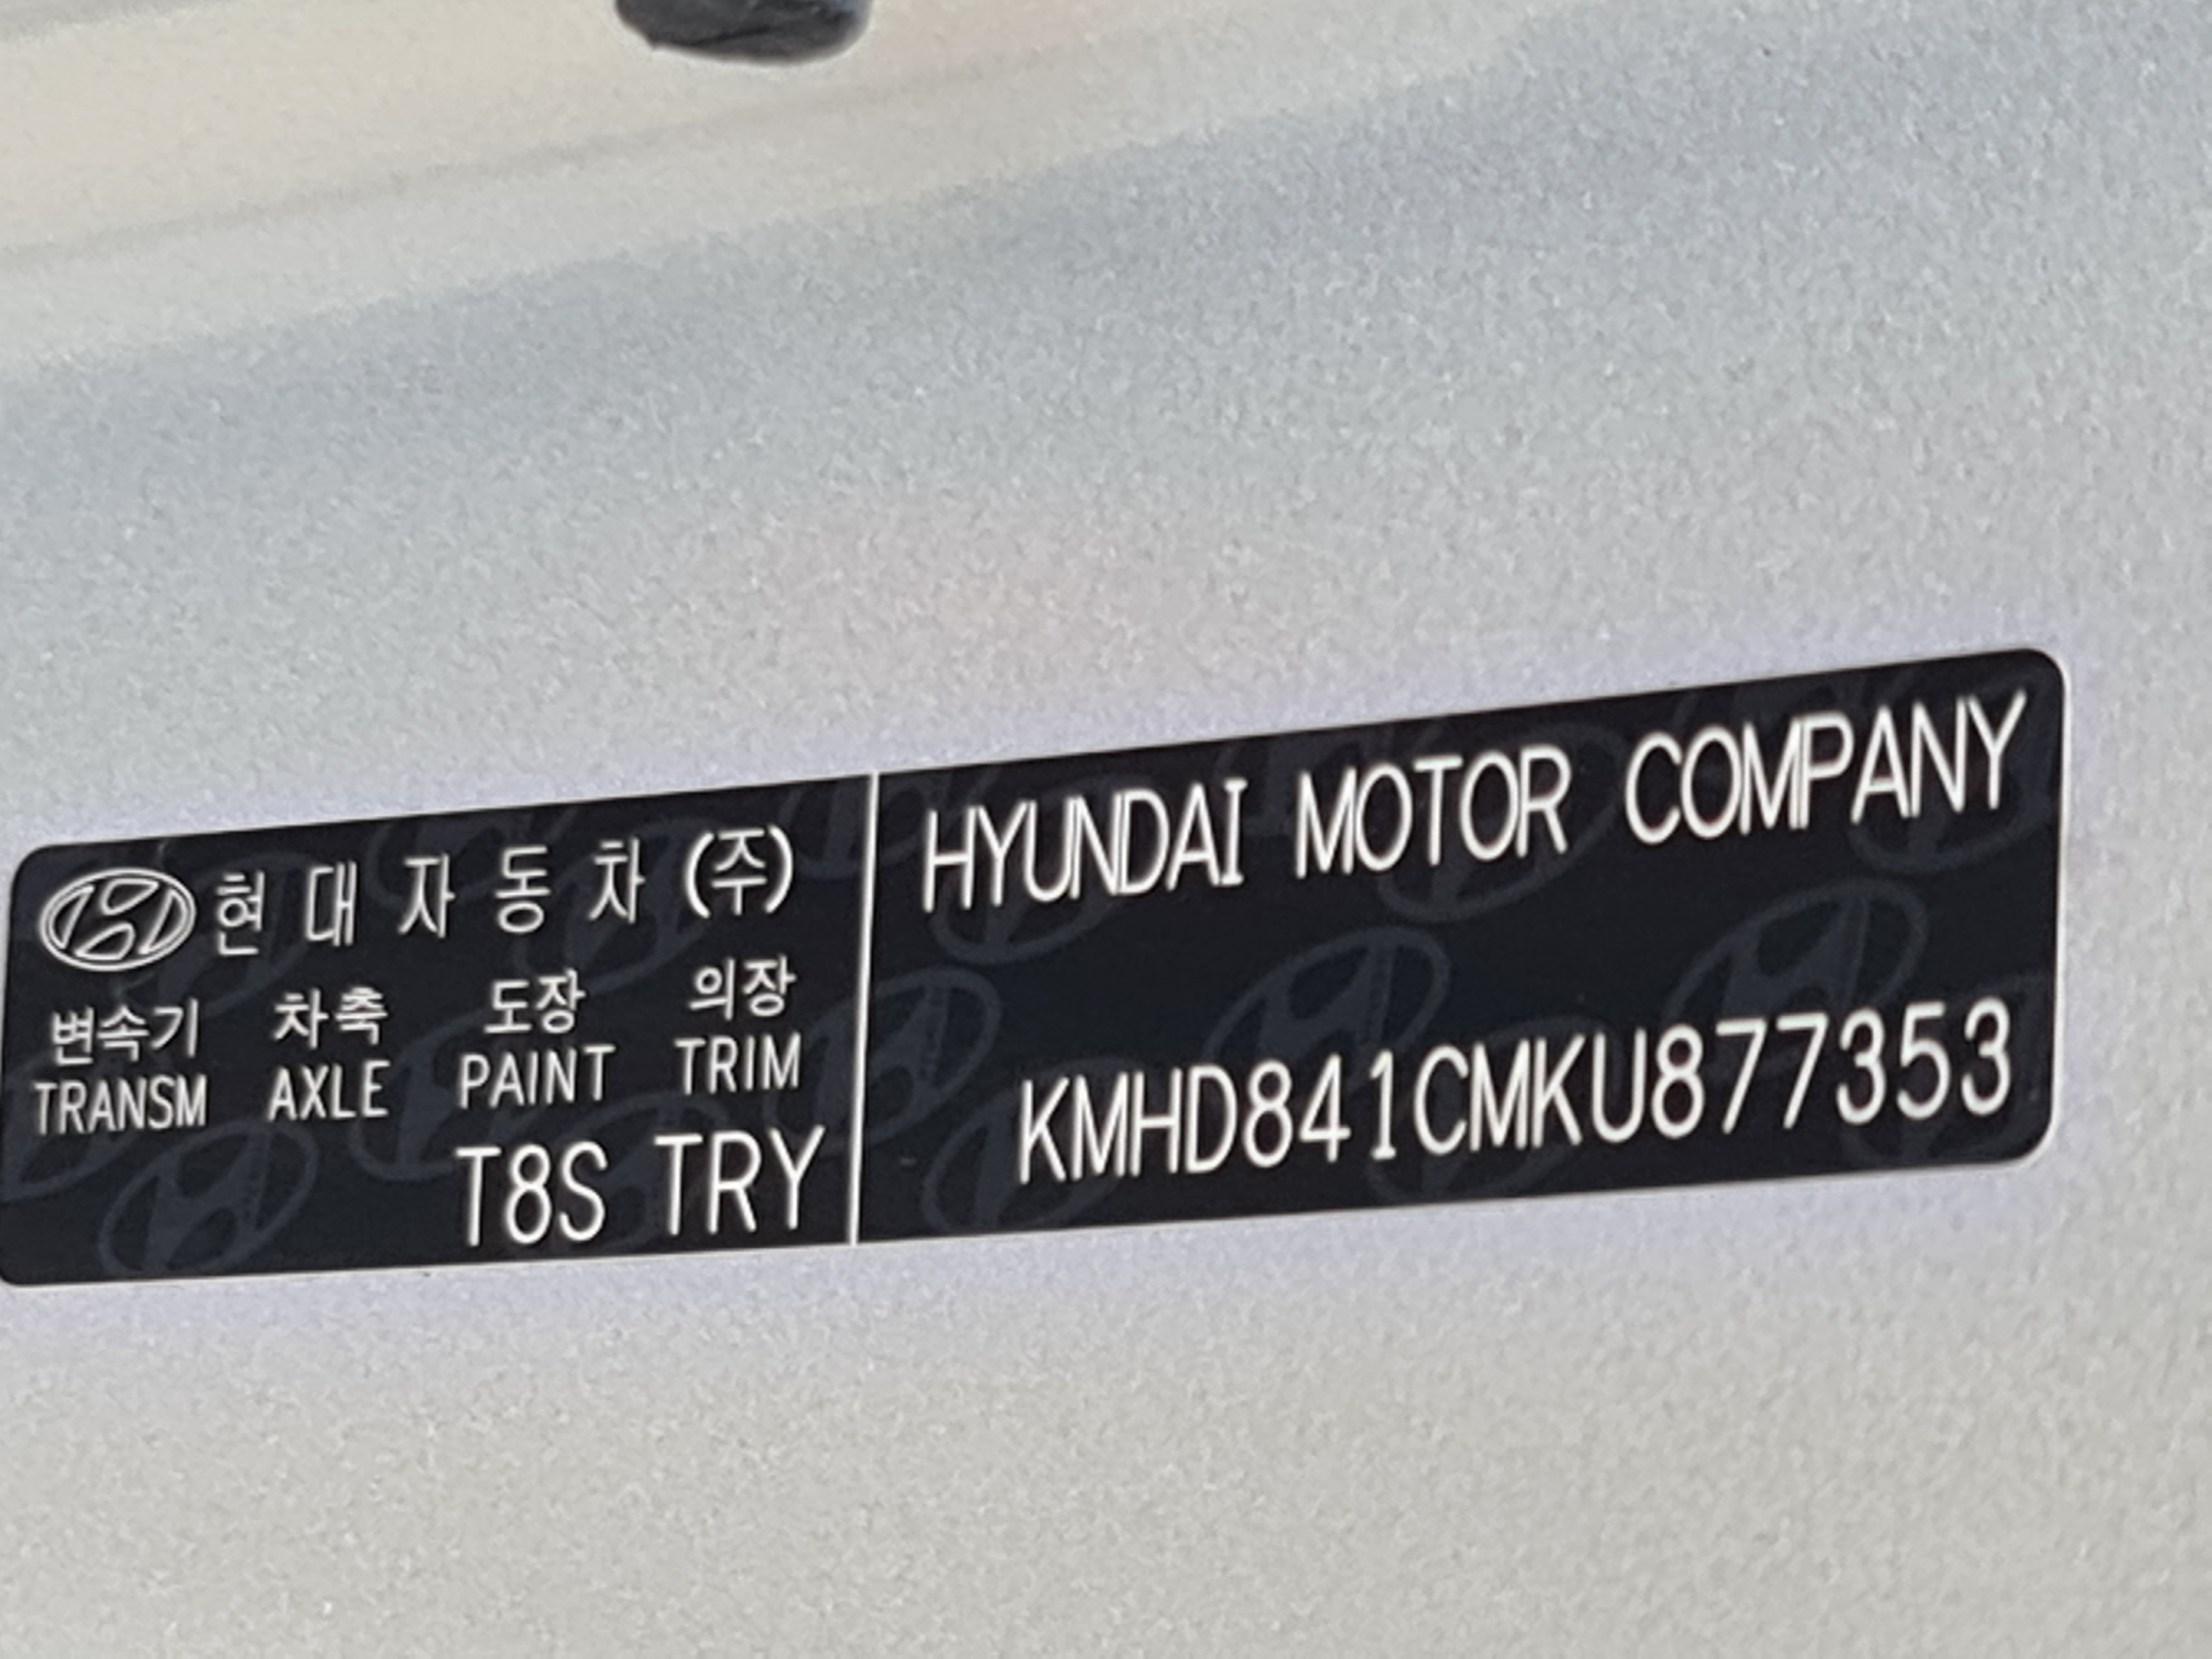 현대자동차(주)
변속기 차축 도장 의장
TRANSM AXLE PAINT TRIM
T8S TRY
HYUNDAI MOTOR COMPANY
KMHD841CMKU877353